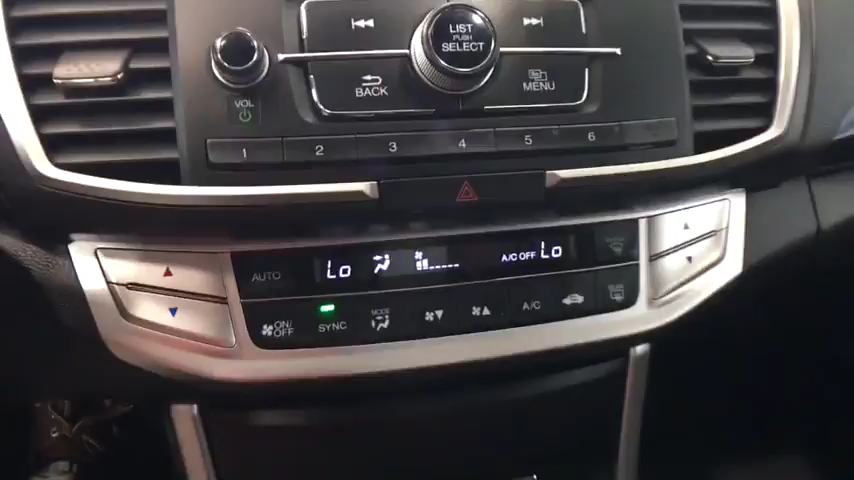 LIST
PUSH
SELECT
BACK
MENU
VOL
1 2 3 4 5 6
AUTO
Lo
A/C OFF Lo
ON/OFF
SYNC
MODE
A/C